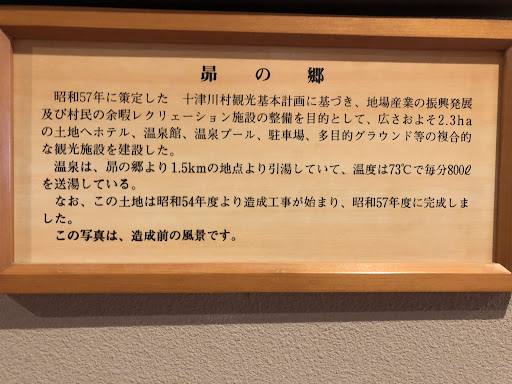 昴の郷
昭和57年に策定した 十津川村観光基本計画に基づき、地場産業の振興発展
及び村民の余暇レクリェーション施設の整備を目的として、広さおよそ2.3ha
の土地へホテル、温泉館、温泉プール、駐車場、多目的グラウンド等の複合的
な観光施設を建設した。
温泉は、昴の郷より1.5kmの地点より引湯していて、温度は73℃で毎分800ℓ
を送湯している。
なお、この土地は昭和54年度より造成工事が始まり、昭和57年度に完成しま
した。
この写真は、造成前の風景です。